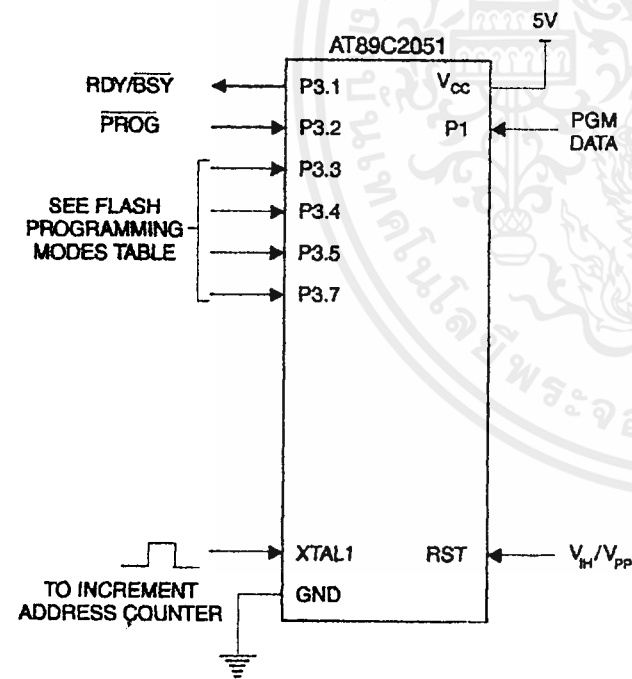 5V
AT89C2051
RDY/BSY
P3.1
VCC
PROG
P3.2
P1
PGM
DATA
P3.3
SEE FLASH
PROGRAMMING
MODES TABLE
P3.4
P3.5
P3.7
XTAL1
RST
VIH/VPP
TO INCREMENT
ADDRESS COUNTER
GND